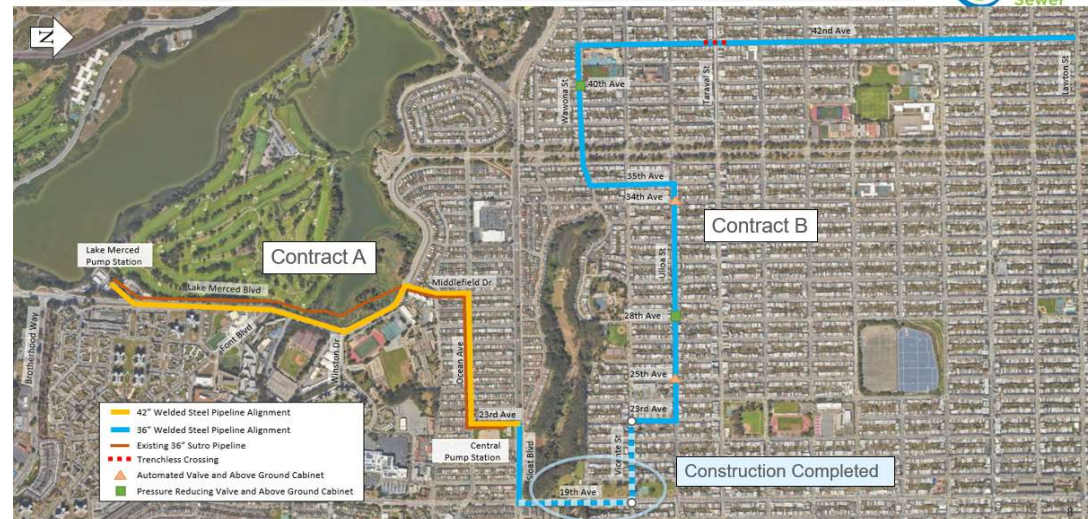 Sewer
N
42nd Ave
Wawona St
Taraval St
Lawton St
40th Ave
35th Ave
34th Ave
Contract B
Ulloa St
Contract A
Lake Merced
Pump Station
Lake Merced Blvd
Middlefield Dr
28th Ave
Brotherhood Way
Font Blvd
Winston Dr
Ocean Ave
25th Ave
23rd Ave
23rd Ave
Central
Pump Station
Sloat Blvd
Vicente St
19th Ave
Construction Completed
42" Welded Steel Pipeline Alignment
36" Welded Steel Pipeline Alignment
Existing 36" Sutro Pipeline
Trenchless Crossing
Automated Valve and Above Ground Cabinet
Pressure Reducing Valve and Above Ground Cabinet